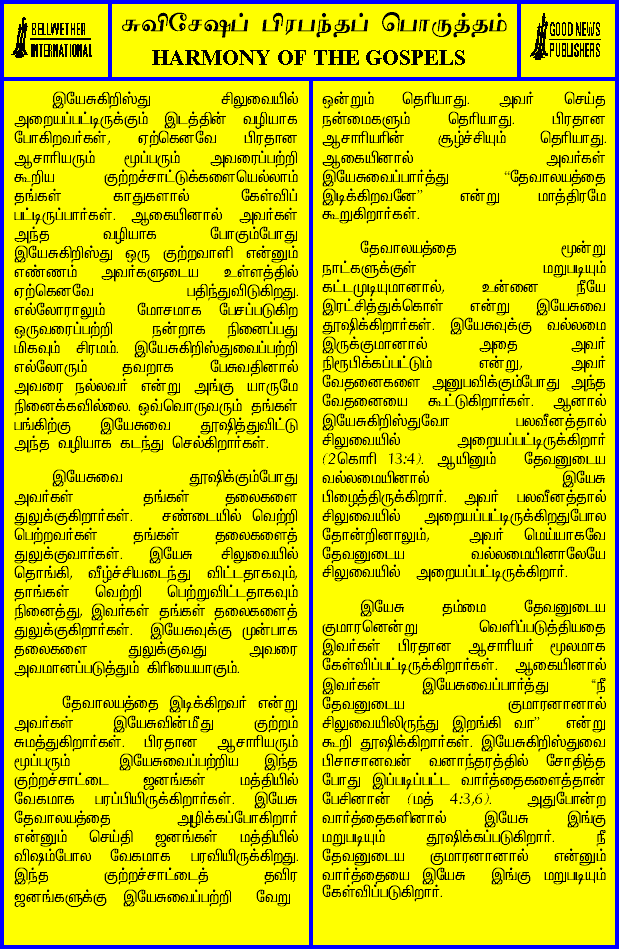 BELLWETHER
INTERNATIONAL
சுவிசேஷப் பிரபந்தப் பொருத்தம்
HARMONY OF THE GOSPELS
GOOD NEWS
PUBLISHERS
இயேசுகிறிஸ்து சிலுவையில்
அறையப்பட்டிருக்கும் இடத்தின் வழியாக
போகிறவர்கள், ஏற்கெனவே பிரதான
ஆசாரியரும் மூப்பரும் அவரைப்பற்றி
கூறிய குற்றச்சாட்டுக்களையெல்லாம்
தங்கள் காதுகளால் கேள்விப்
பட்டிருப்பார்கள். ஆகையினால் அவர்கள்
அந்த வழியாக போகும்போது
இயேசுகிறிஸ்து ஒரு குற்றவாளி என்னும்
எண்ணம் அவர்களுடைய உள்ளத்தில்
ஏற்கெனவே பதிந்துவிடுகிறது.
எல்லோராலும் மோசமாக பேசப்படுகிற
ஒருவரைப்பற்றி நன்றாக நினைப்பது
மிகவும் சிரமம். இயேசுகிறிஸ்துவைப்பற்றி
எல்லோரும் தவறாக பேசுவதினால்
அவரை நல்லவர் என்று அங்கு யாருமே
நினைக்கவில்லை. ஒவ்வொருவரும் தங்கள்
பங்கிற்கு இயேசுவை தூஷித்துவிட்டு
அந்த வழியாக கடந்து செல்கிறார்கள்.
இயேசுவை தூஷிக்கும்போது
அவர்கள் தங்கள் தலைகளை
துலுக்குகிறார்கள். சண்டையில் வெற்றி
பெற்றவர்கள் தங்கள் தலைகளைத்
துலுக்குவார்கள். இயேசு சிலுவையில்
தொங்கி, வீழ்ச்சியடைந்து விட்டதாகவும்,
தாங்கள் வெற்றி பெற்றுவிட்டதாகவும்
நினைத்து, இவர்கள் தங்கள் தலைகளைத்
துலுக்குகிறார்கள். இயேசுவுக்கு முன்பாக
தலைகளை துலுக்குவது அவரை
அவமானப்படுத்தும் கிரியையாகும்.
தேவாலயத்தை இடிக்கிறவர் என்று
அவர்கள் இயேசுவின்மீது குற்றம்
சுமத்துகிறார்கள். பிரதான ஆசாரியரும்
மூப்பரும் இயேசுவைப்பற்றிய இந்த
குற்றச்சாட்டை ஜனங்கள் மத்தியில்
வேகமாக பரப்பியிருக்கிறார்கள். இயேசு
தேவாலயத்தை அழிக்கப்போகிறார்
என்னும் செய்தி ஜனங்கள் மத்தியில்
விஷம்போல வேகமாக பரவியிருக்கிறது.
இந்த குற்றச்சாட்டைத் தவிர
ஜனங்களுக்கு இயேசுவைப்பற்றி வேறு
ஒன்றும் தெரியாது. அவர் செய்த
நன்மைகளும் தெரியாது. பிரதான
ஆசாரியரின் சூழ்ச்சியும் தெரியாது.
ஆகையினால் அவர்கள்
இயேசுவைப்பார்த்து “தேவாலயத்தை
இடிக்கிறவனே” என்று மாத்திரமே
கூறுகிறார்கள்.
தேவாலயத்தை மூன்று
நாட்களுக்குள் மறுபடியும்
கட்டமுடியுமானால், உன்னை நீயே
இரட்சித்துக்கொள் என்று இயேசுவை
தூஷிக்கிறார்கள். இயேசுவுக்கு வல்லமை
இருக்குமானால் அதை அவர்
நிரூபிக்கப்பட்டும் என்று, அவர்
வேதனைகளை அனுபவிக்கும்போது அந்த
வேதனையை கூட்டுகிறார்கள். ஆனால்
இயேசுகிறிஸ்துவோ பலவீனத்தால்
சிலுவையில் அறையப்பட்டிருக்கிறார்
(2கொரி 13:4). ஆயினும் தேவனுடைய
வல்லமையினால் இயேசு
பிழைத்திருக்கிறார். அவர் பலவீனத்தால்
சிலுவையில் அறையப்பட்டிருக்கிறதுபோல
தோன்றினாலும், அவர் மெய்யாகவே
தேவனுடைய வல்லமையினாலேயே
சிலுவையில் அறையப்பட்டிருக்கிறார்.
இயேசு தம்மை தேவனுடைய
குமாரனென்று வெளிப்படுத்தியதை
இவர்கள் பிரதான ஆசாரியர் மூலமாக
கேள்விப்பட்டிருக்கிறார்கள். ஆகையினால்
இவர்கள் இயேசுவைப்பார்த்து “நீ
தேவனுடைய குமாரனானால்
சிலுவையிலிருந்து இறங்கி வா” என்று
கூறி தூஷிக்கிறார்கள். இயேசுகிறிஸ்துவை
பிசாசானவன் வனாந்தரத்தில் சோதித்த
போது இப்படிப்பட்ட வார்த்தைகளைத்தான்
பேசினான் (மத் 4:3,6). அதுபோன்ற
வார்த்தைகளினால் இயேசு இங்கு
மறுபடியும் தூஷிக்கப்படுகிறார். நீ
தேவனுடைய குமாரனானால் என்னும்
வார்த்தையை இயேசு இங்கு மறுபடியும்
கேள்விப்படுகிறார்.